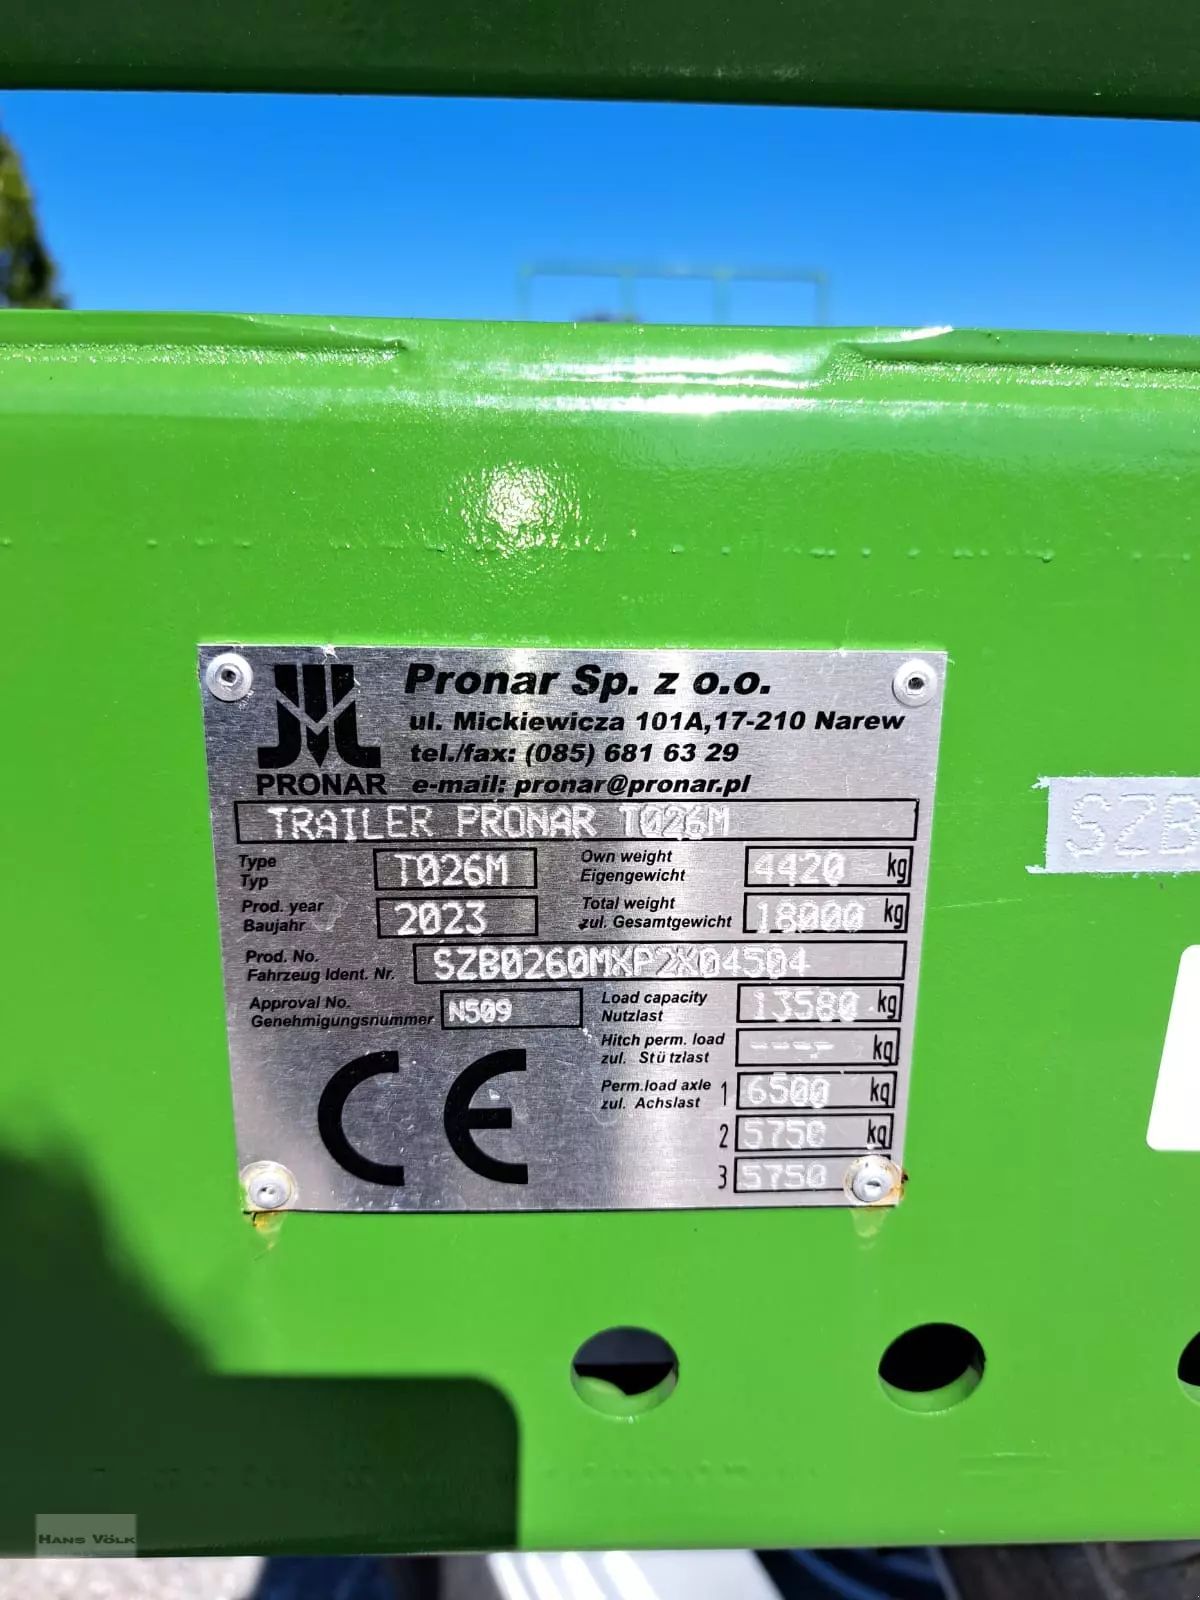 Pronar Sp. z o.o.
ul. Mickiewicza 101A,17-210 Narew
tel./fax: (085) 681 63 29
PRONAR e-mail: pronar@pronar.pl
TRAILER PRONAR T026M
Type
Typ
T026M
Own weight
Eigengewicht
4420 kg
Prod. year
Baujahr
2023
Total weight
zul. Gesamtgewicht
18000 kg
Prod. No.
Fahrzeug Ident. Nr.
SZB0260MXP2X04504
Approval No.
Genehmigungsnummer
N509
Load capacity
Nutzlast
13580 kg
Hitch perm. load
zul. Stützlast
----- kg
Perm.load axle
zul. Achslast
1 6500 kg
2 5750 kg
3 5750
CE
SZB
HANS VÖLK